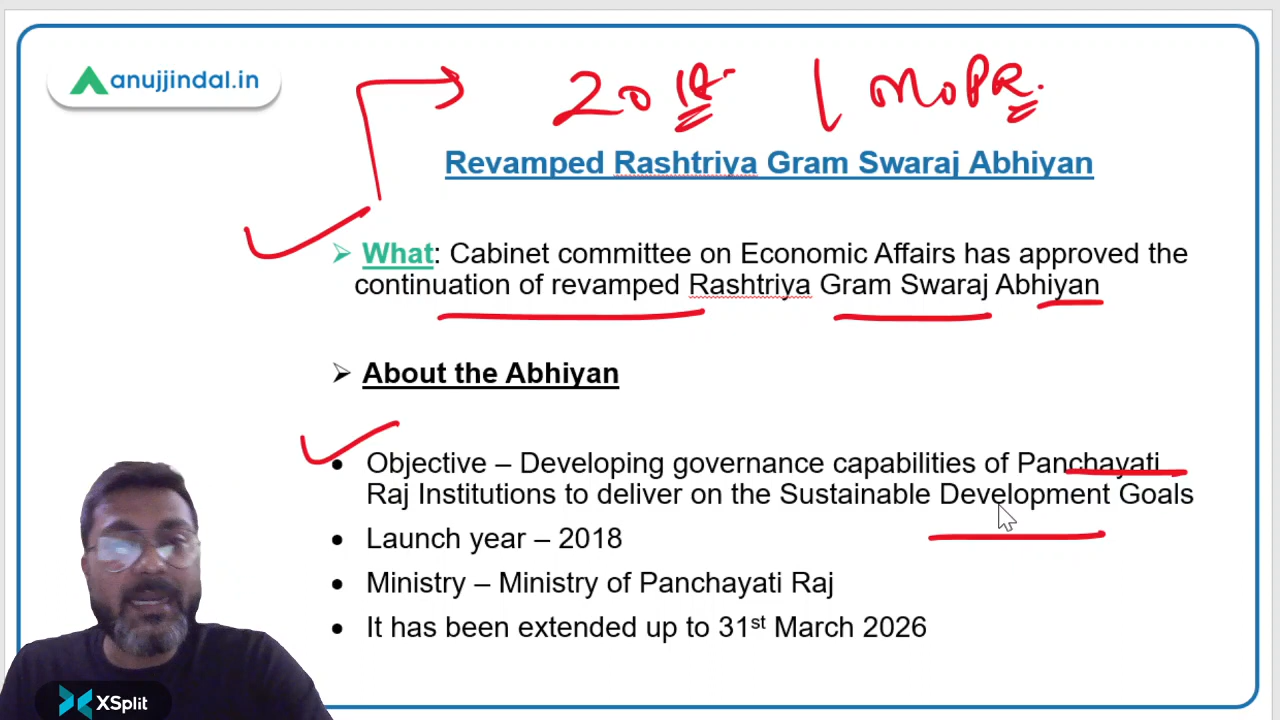 anujjindal.in
2018 | MoPR.
Revamped Rashtriya Gram Swaraj Abhiyan
➢ What: Cabinet committee on Economic Affairs has approved the
continuation of revamped Rashtriya Gram Swaraj Abhiyan
➢ About the Abhiyan
• Objective – Developing governance capabilities of Panchayati
Raj Institutions to deliver on the Sustainable Development Goals
• Launch year – 2018
• Ministry – Ministry of Panchayati Raj
• It has been extended up to 31st March 2026
XSplit